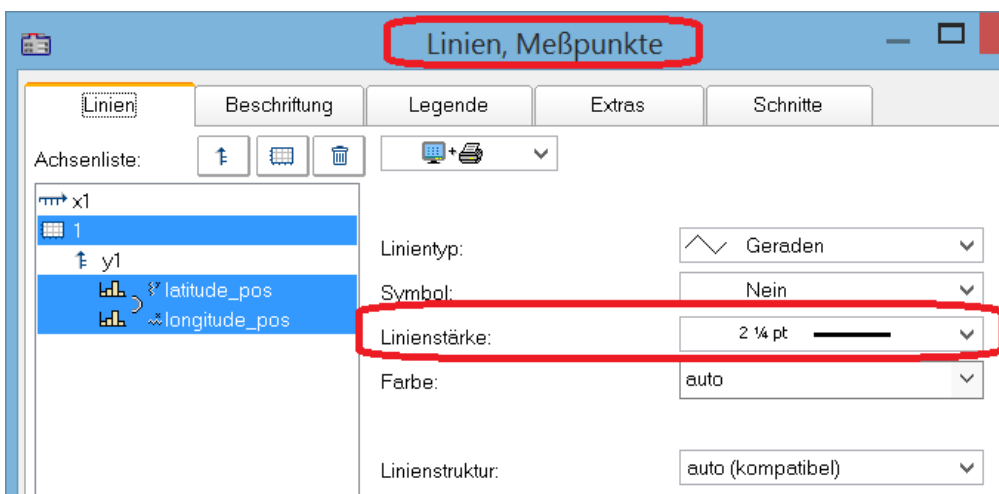 Linien, Meßpunkte
Linien Beschriftung Legende Extras Schnitte
Achsenliste:
x1
1
y1
latitude_pos
longitude_pos
Linientyp: Geraden
Symbol: Nein
Linienstärke: 2 ¼ pt
Farbe: auto
Linienstruktur: auto (kompatibel)